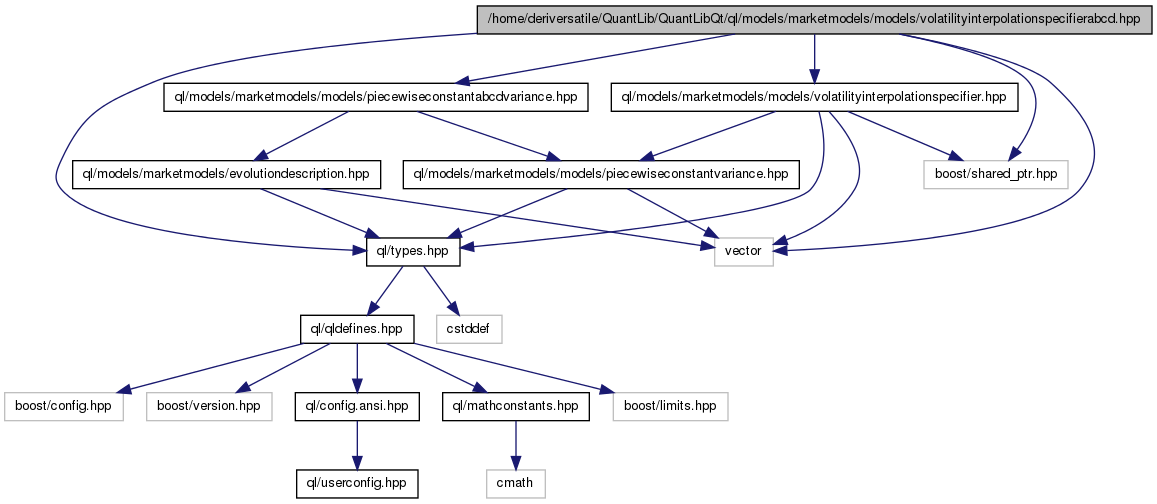 /home/deriversatile/QuantLib/QuantLibQt/ql/models/marketmodels/models/volatilityinterpolationspecifierabcd.hpp
ql/models/marketmodels/models/piecewiseconstantabcdvariance.hpp
ql/models/marketmodels/models/volatilityinterpolationspecifier.hpp
ql/models/marketmodels/evolutiondescription.hpp
ql/models/marketmodels/models/piecewiseconstantvariance.hpp
boost/shared_ptr.hpp
ql/types.hpp
vector
ql/qldefines.hpp
cstddef
boost/config.hpp
boost/version.hpp
ql/config.ansi.hpp
ql/mathconstants.hpp
boost/limits.hpp
ql/userconfig.hpp
cmath